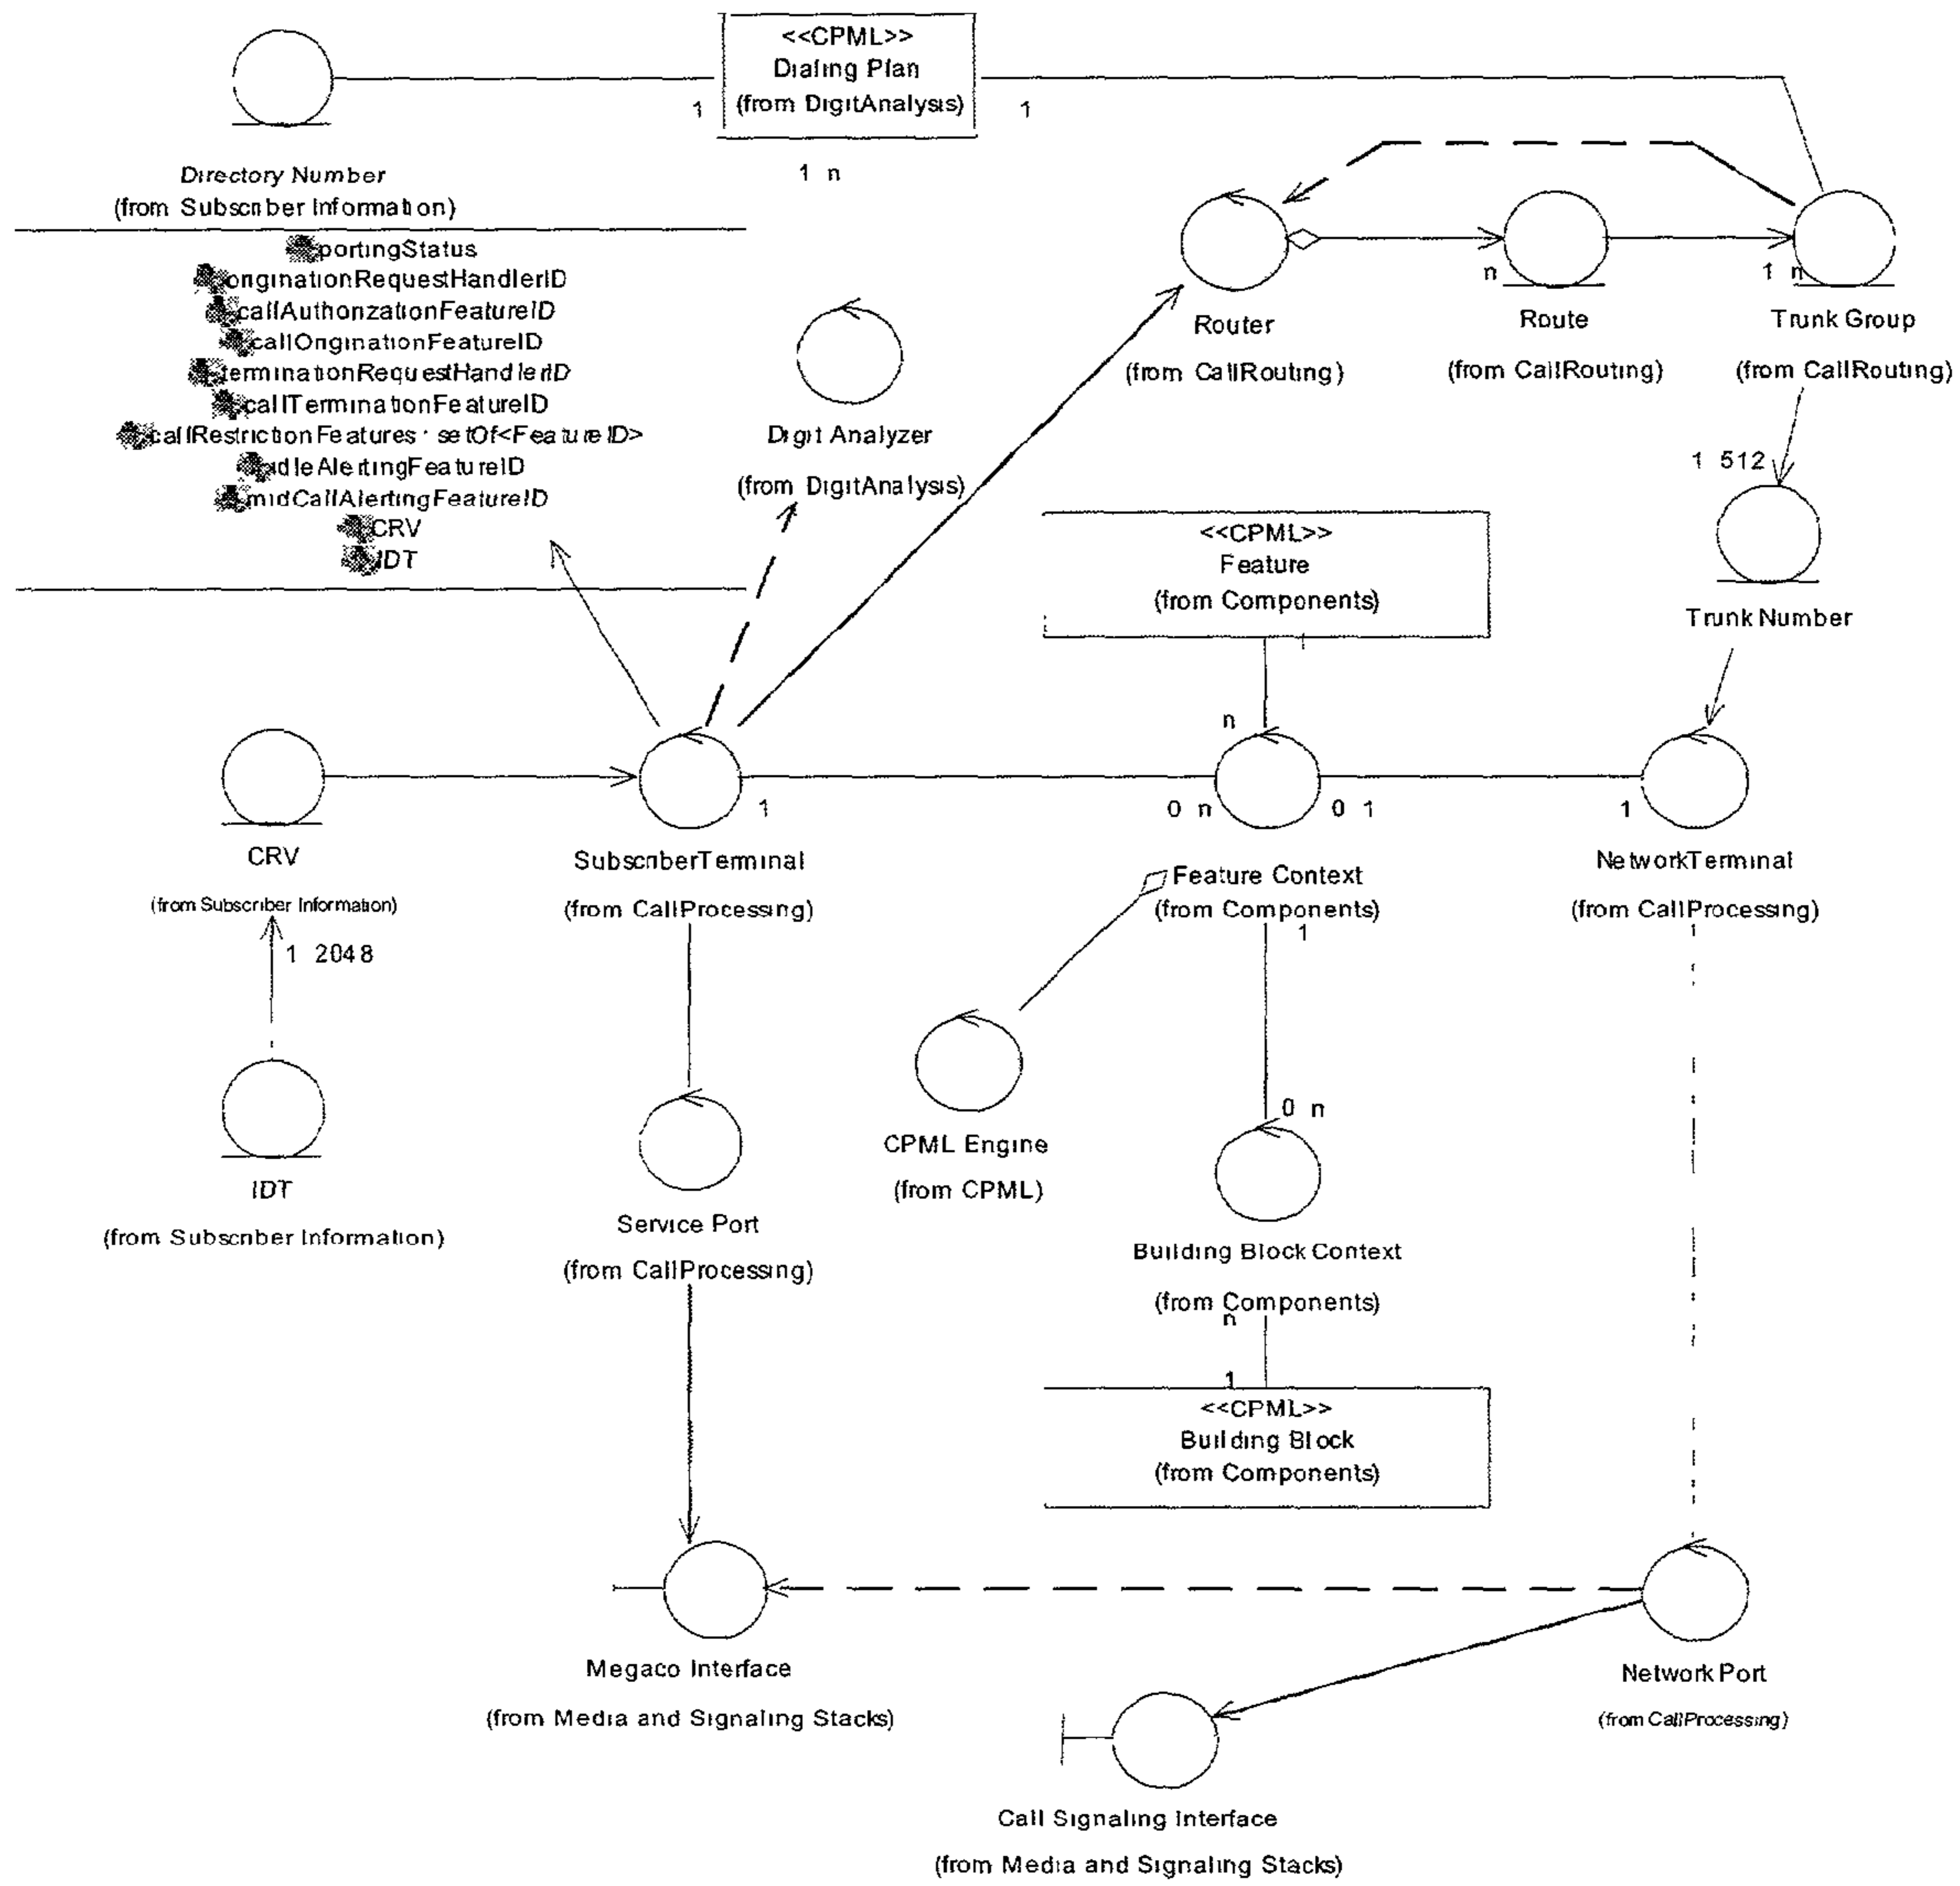 <<CPML>>
Dialing Plan
(from DigitAnalysis)
1
1
1 n
Directory Number
(from Subscriber Information)
portingStatus
originationRequestHandlerID
callAuthorizationFeatureID
callOriginationFeatureID
terminationRequestHandlerID
callTerminationFeatureID
callRestrictionFeatures : setOf<FeatureID>
idleAlertingFeatureID
midCallAlertingFeatureID
CRV
IDT
Digit Analyzer
(from DigitAnalysis)
Router
(from CallRouting)
n
Route
(from CallRouting)
1 n
Trunk Group
(from CallRouting)
1 512
Trunk Number
<<CPML>>
Feature
(from Components)
1
n
CRV
(from Subscriber Information)
1 2048
IDT
(from Subscriber Information)
1
SubscriberTerminal
(from CallProcessing)
0 n
0 1
Feature Context
(from Components)
1
1
NetworkTerminal
(from CallProcessing)
CPML Engine
(from CPML)
Service Port
(from CallProcessing)
0 n
Building Block Context
(from Components)
n
1
<<CPML>>
Building Block
(from Components)
Megaco Interface
(from Media and Signaling Stacks)
Network Port
(from CallProcessing)
Call Signaling Interface
(from Media and Signaling Stacks)